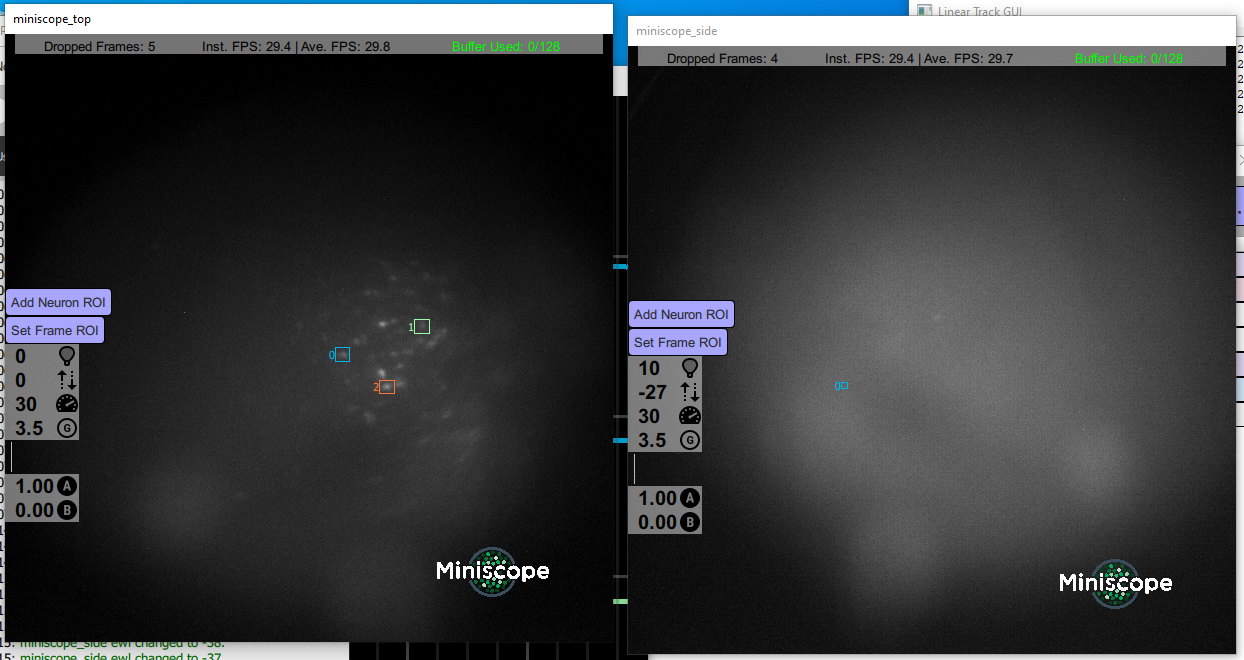 miniscope_top
Dropped Frames: 5 Inst. FPS: 29.4 | Ave. FPS: 29.8 Buffer Used: 0/128
1
0
2
Add Neuron ROI
Set Frame ROI
0
0
30
3.5 G
1.00 A
0.00 B
Miniscope
miniscope_side
Dropped Frames: 4 Inst. FPS: 29.4 | Ave. FPS: 29.7 Buffer Used: 0/128
0
Add Neuron ROI
Set Frame ROI
10
-27
30
3.5 G
1.00 A
0.00 B
Miniscope
Linear Track GUI
15: miniscope_side ewl changed to -38.
15: miniscope_side ewl changed to -37